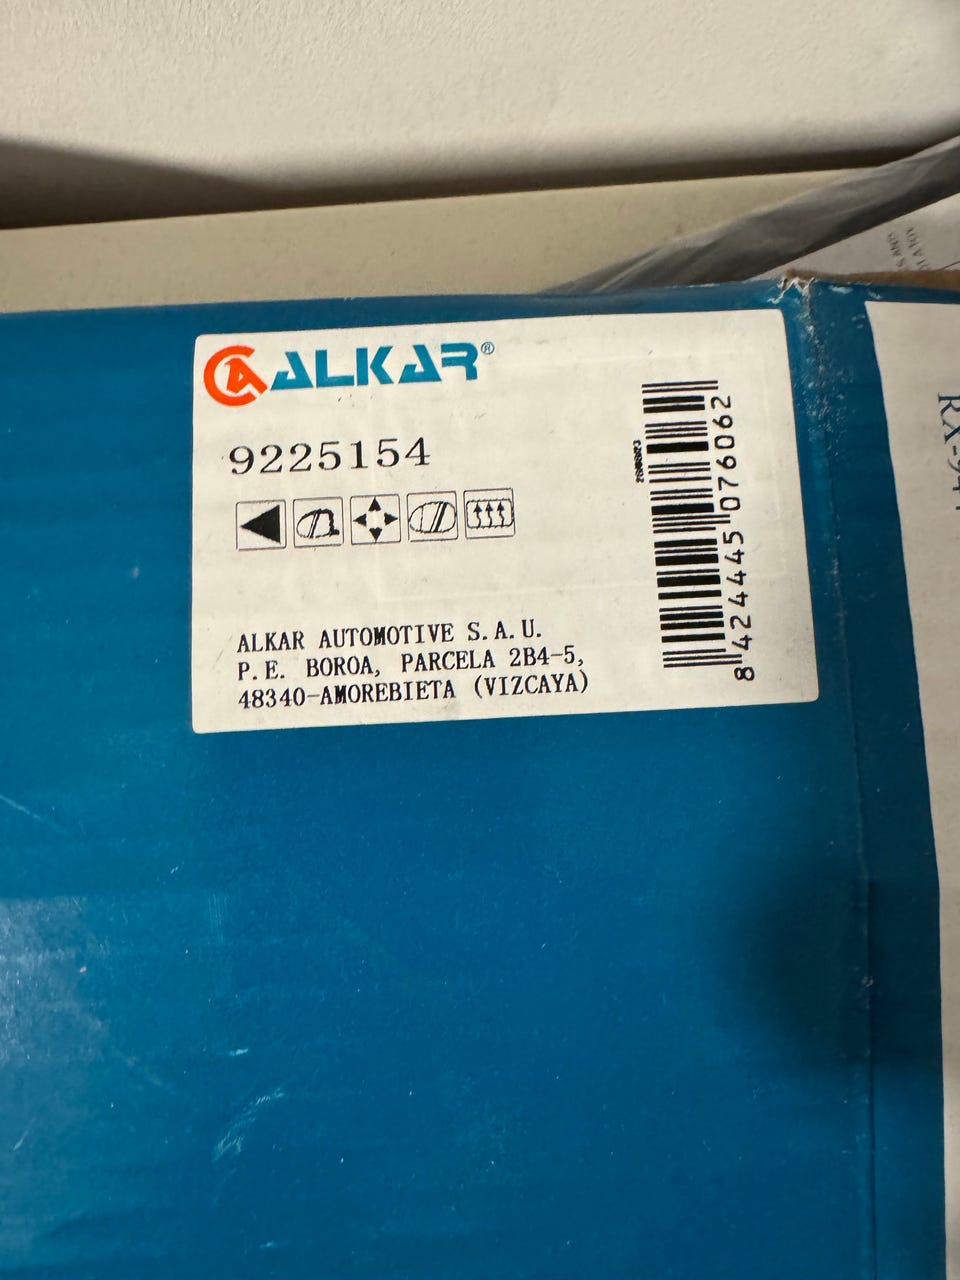 ALKAR®
9225154
ALKAR AUTOMOTIVE S.A.U.
P.E. BOROA, PARCELA 2B4-5,
48340-AMOREBIETA (VIZCAYA)
8 424445 076062